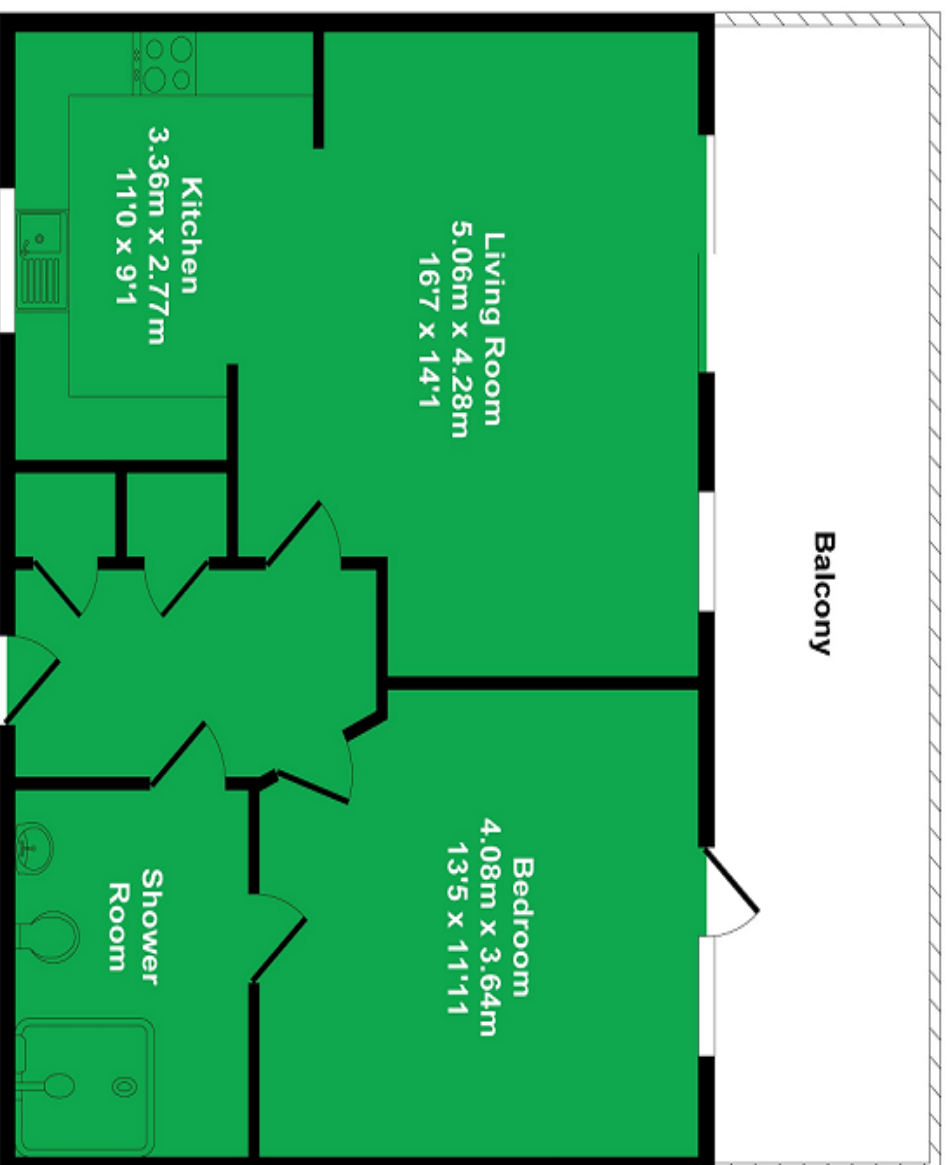 Balcony
Living Room
5.06m x 4.28m
16'7 x 14'1
Bedroom
4.08m x 3.64m
13'5 x 11'11
Kitchen
3.36m x 2.77m
11'0 x 9'1
Shower
Room